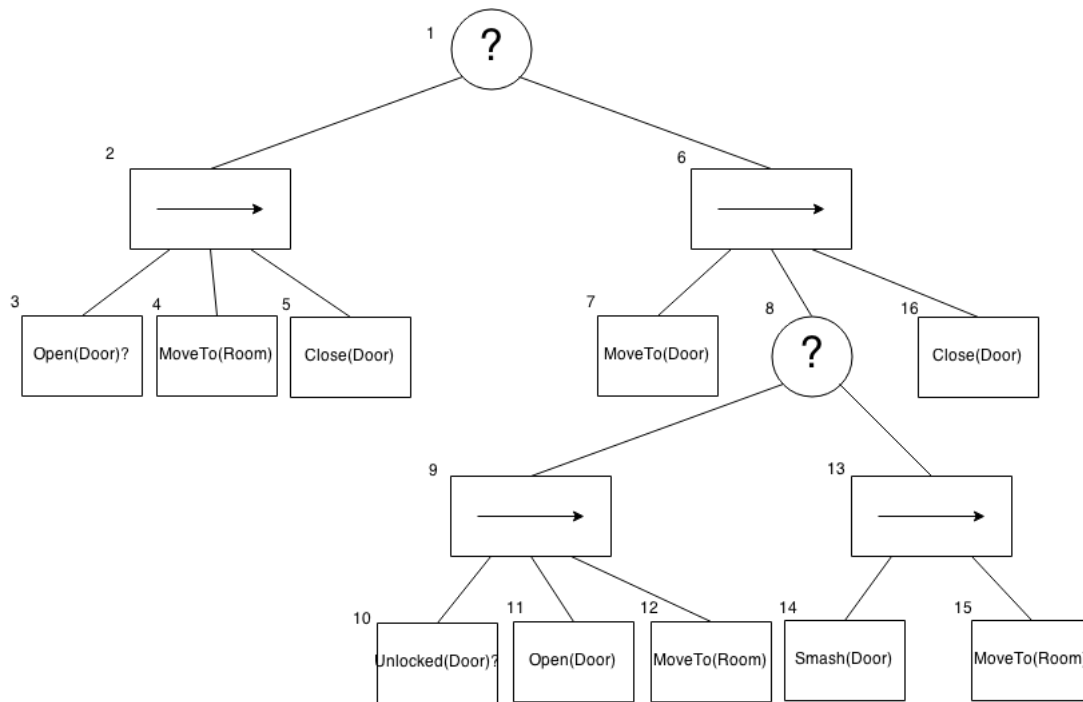 1
?
2
6
3
4
5
7
8
16
Open(Door)?
MoveTo(Room)
Close(Door)
MoveTo(Door)
?
Close(Door)
9
13
10
11
12
14
15
Unlocked(Door)?
Open(Door)
MoveTo(Room)
Smash(Door)
MoveTo(Room)